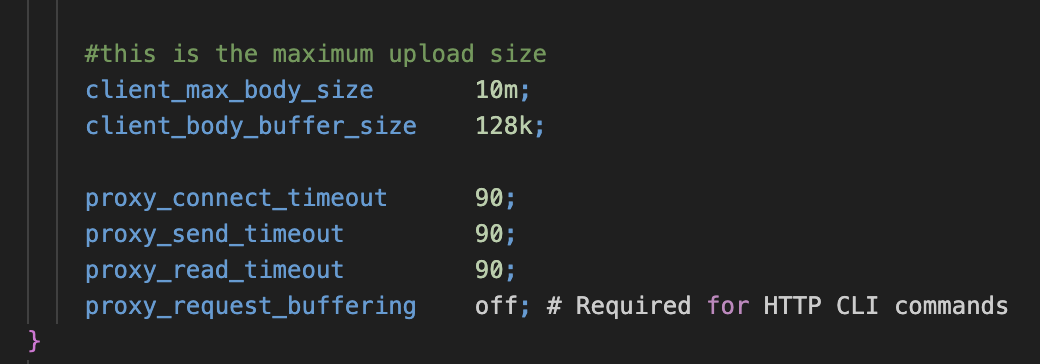 #this is the maximum upload size
client_max_body_size 10m;
client_body_buffer_size 128k;
proxy_connect_timeout 90;
proxy_send_timeout 90;
proxy_read_timeout 90;
proxy_request_buffering off; # Required for HTTP CLI commands
}